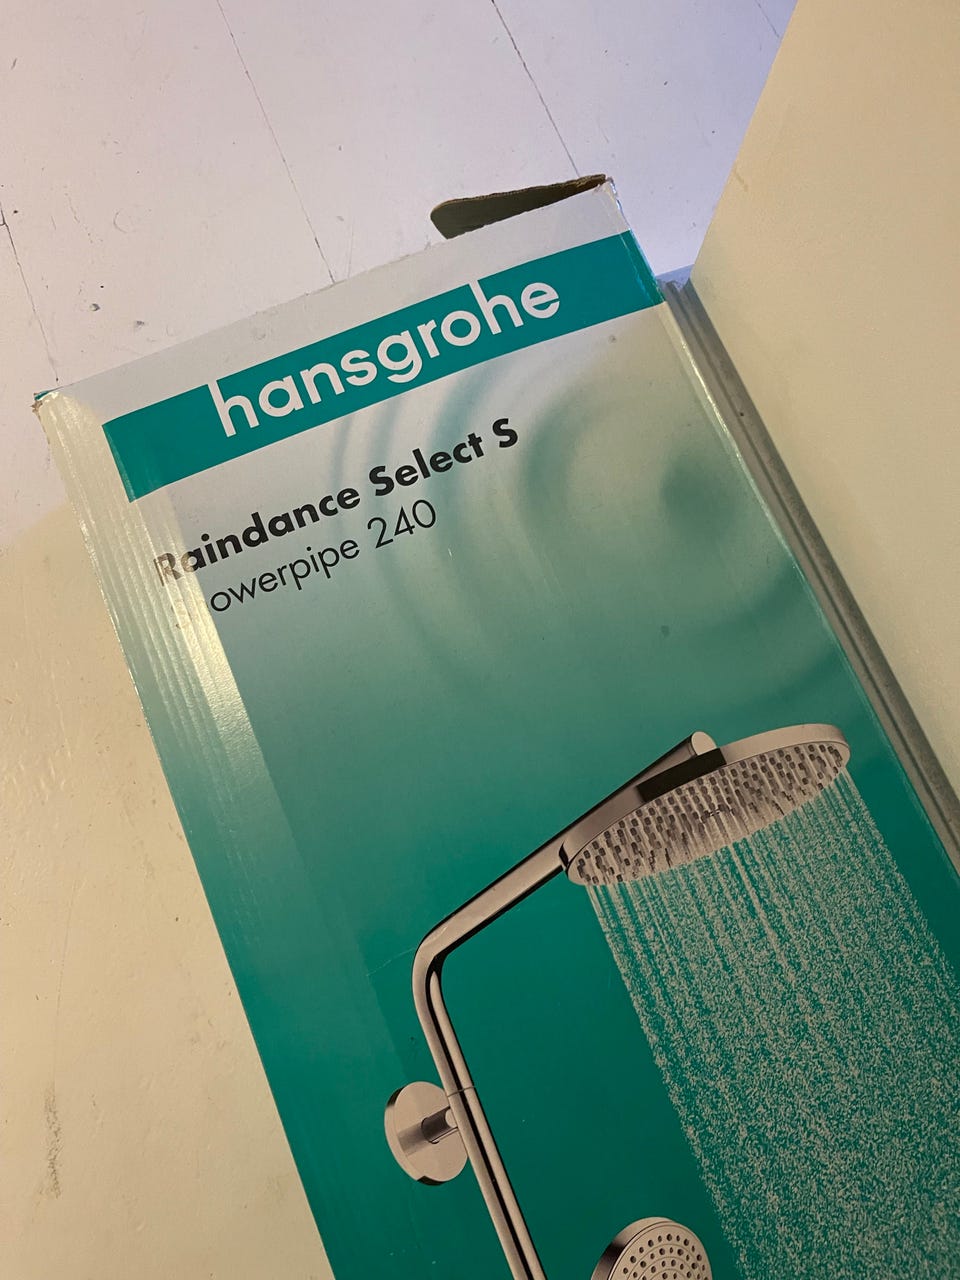 hansgrohe
Raindance Select S
Showerpipe 240